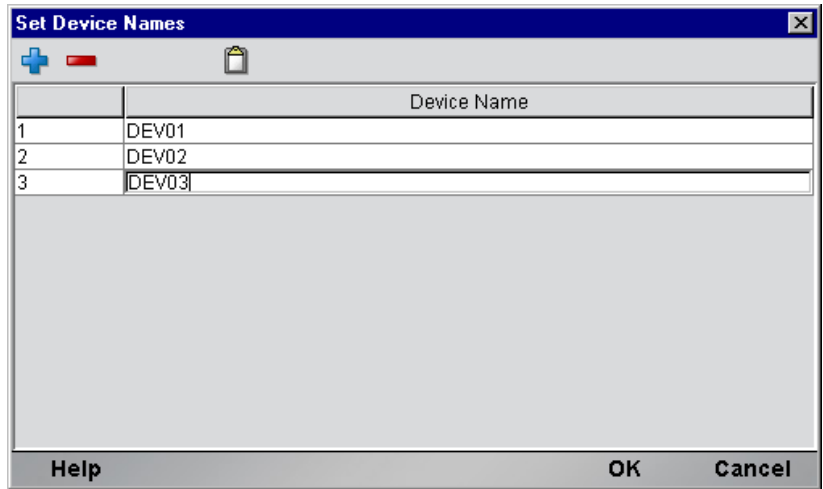 Set Device Names
Device Name
1 DEV01
2 DEV02
3 DEV03
Help OK Cancel